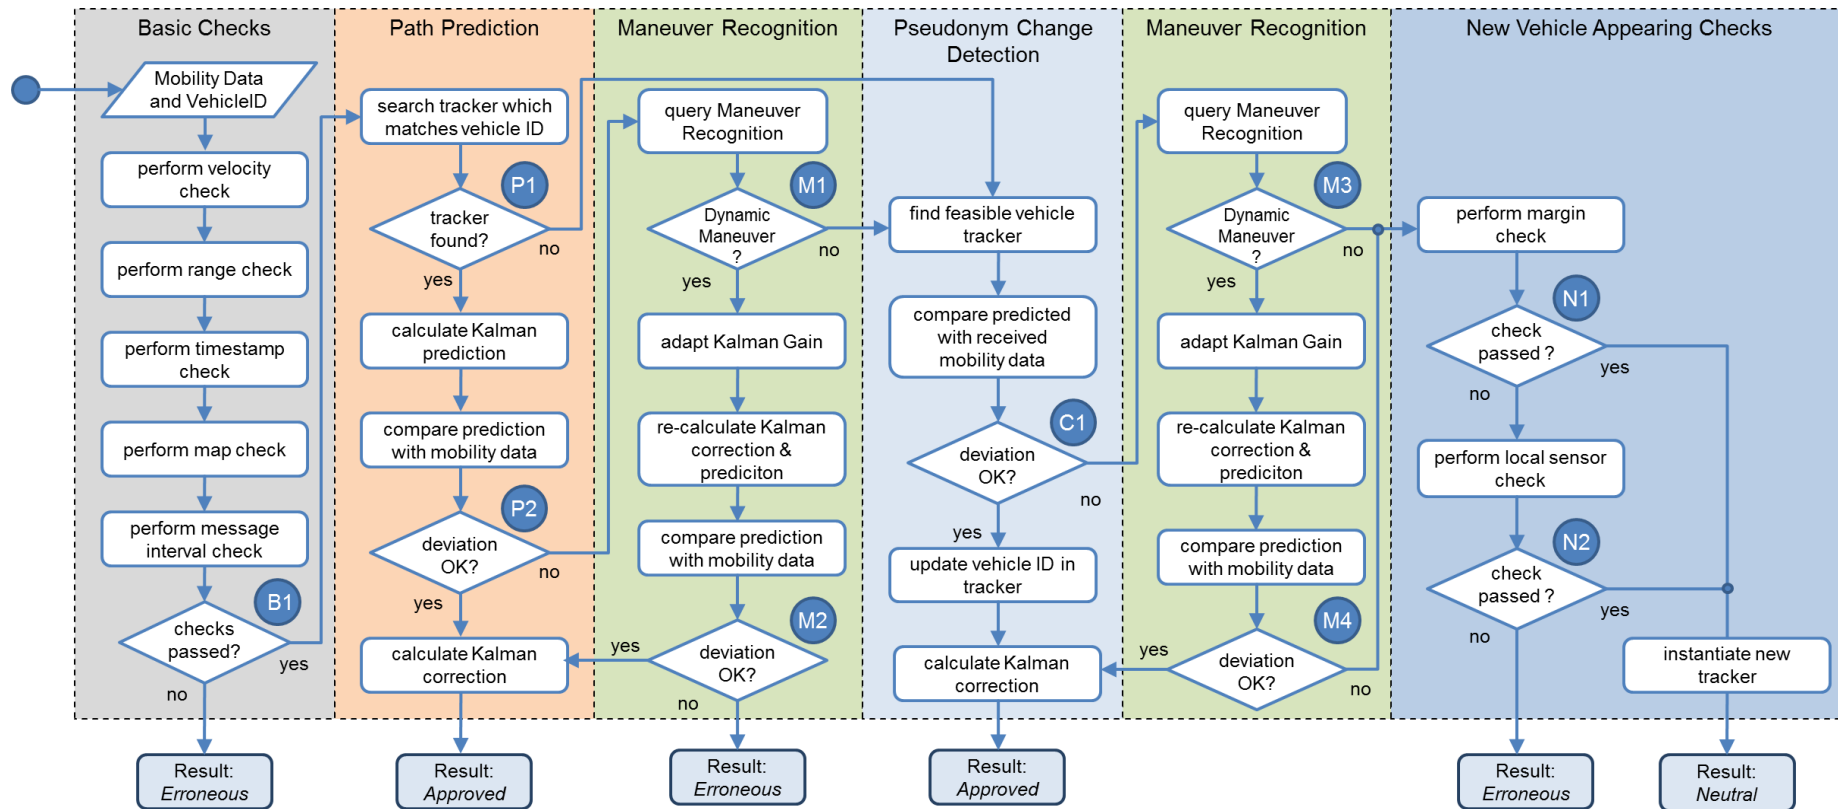 Basic Checks
Mobility Data
and VehicleID
perform velocity
check
perform range check
perform timestamp
check
perform map check
perform message
interval check
B1
checks
passed?
yes
no
Result:
Erroneous
Path Prediction
search tracker which
matches vehicle ID
P1
tracker
found?
no
yes
calculate Kalman
prediction
compare prediction
with mobility data
P2
deviation
OK?
no
yes
calculate Kalman
correction
Result:
Approved
Maneuver Recognition
query Maneuver
Recognition
M1
Dynamic
Maneuver
?
no
yes
adapt Kalman Gain
re-calculate Kalman
correction &
prediciton
compare prediction
with mobility data
M2
yes
deviation
OK?
no
Result:
Erroneous
Pseudonym Change
Detection
find feasible vehicle
tracker
compare predicted
with received
mobility data
C1
deviation
OK?
no
yes
update vehicle ID in
tracker
calculate Kalman
correction
Result:
Approved
Maneuver Recognition
query Maneuver
Recognition
M3
Dynamic
Maneuver
?
no
yes
adapt Kalman Gain
re-calculate Kalman
correction &
prediciton
compare prediction
with mobility data
M4
yes
deviation
OK?
no
New Vehicle Appearing Checks
perform margin
check
N1
check
passed ?
yes
no
perform local sensor
check
N2
check
passed ?
yes
no
instantiate new
tracker
Result:
Erroneous
Result:
Neutral